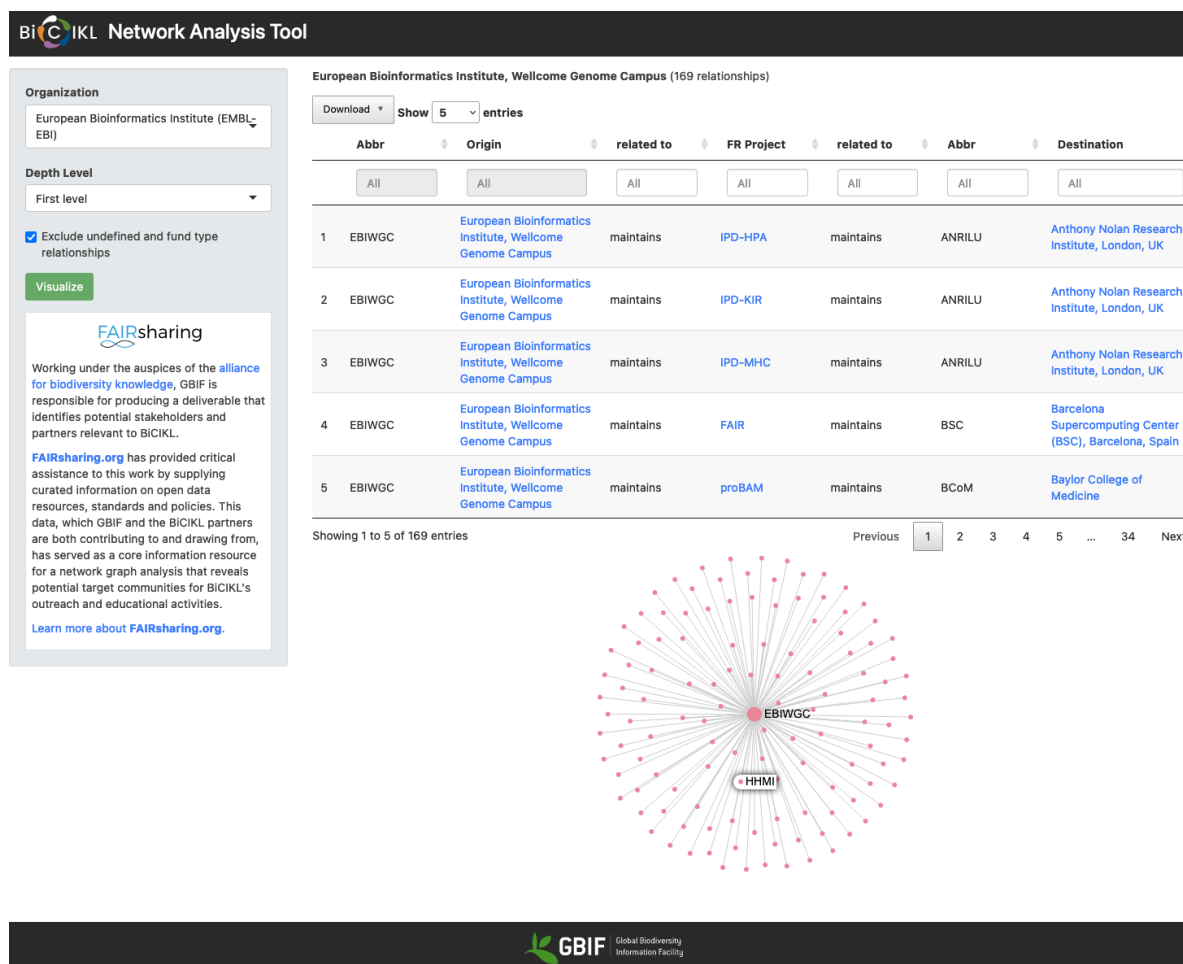 BiCIKL Network Analysis Tool
Organization
European Bioinformatics Institute (EMBL-
EBI)
Depth Level
First level
Exclude undefined and fund type
relationships
Visualize
FAIRsharing
Working under the auspices of the alliance
for biodiversity knowledge, GBIF is
responsible for producing a deliverable that
identifies potential stakeholders and
partners relevant to BiCIKL.
FAIRsharing.org has provided critical
assistance to this work by supplying
curated information on open data
resources, standards and policies. This
data, which GBIF and the BiCIKL partners
are both contributing to and drawing from,
has served as a core information resource
for a network graph analysis that reveals
potential target communities for BiCIKL's
outreach and educational activities.
Learn more about FAIRsharing.org.
European Bioinformatics Institute, Wellcome Genome Campus (169 relationships)
Download Show 5 entries
Abbr Origin related to FR Project related to Abbr Destination
All All All All All All All
European Bioinformatics
1 EBIWGC Institute, Wellcome maintains IPD-HPA maintains ANRILU Anthony Nolan Research
Genome Campus Institute, London, UK
European Bioinformatics
2 EBIWGC Institute, Wellcome maintains IPD-KIR maintains ANRILU Anthony Nolan Research
Genome Campus Institute, London, UK
European Bioinformatics
3 EBIWGC Institute, Wellcome maintains IPD-MHC maintains ANRILU Anthony Nolan Research
Genome Campus Institute, London, UK
European Bioinformatics Barcelona
4 EBIWGC Institute, Wellcome maintains FAIR maintains BSC Supercomputing Center
Genome Campus (BSC), Barcelona, Spain
European Bioinformatics
5 EBIWGC Institute, Wellcome maintains proBAM maintains BCoM Baylor College of
Genome Campus Medicine
Showing 1 to 5 of 169 entries Previous 1 2 3 4 5 … 34 Nex
EBIWGC
HHMI
GBIF Global Biodiversity
Information Facility